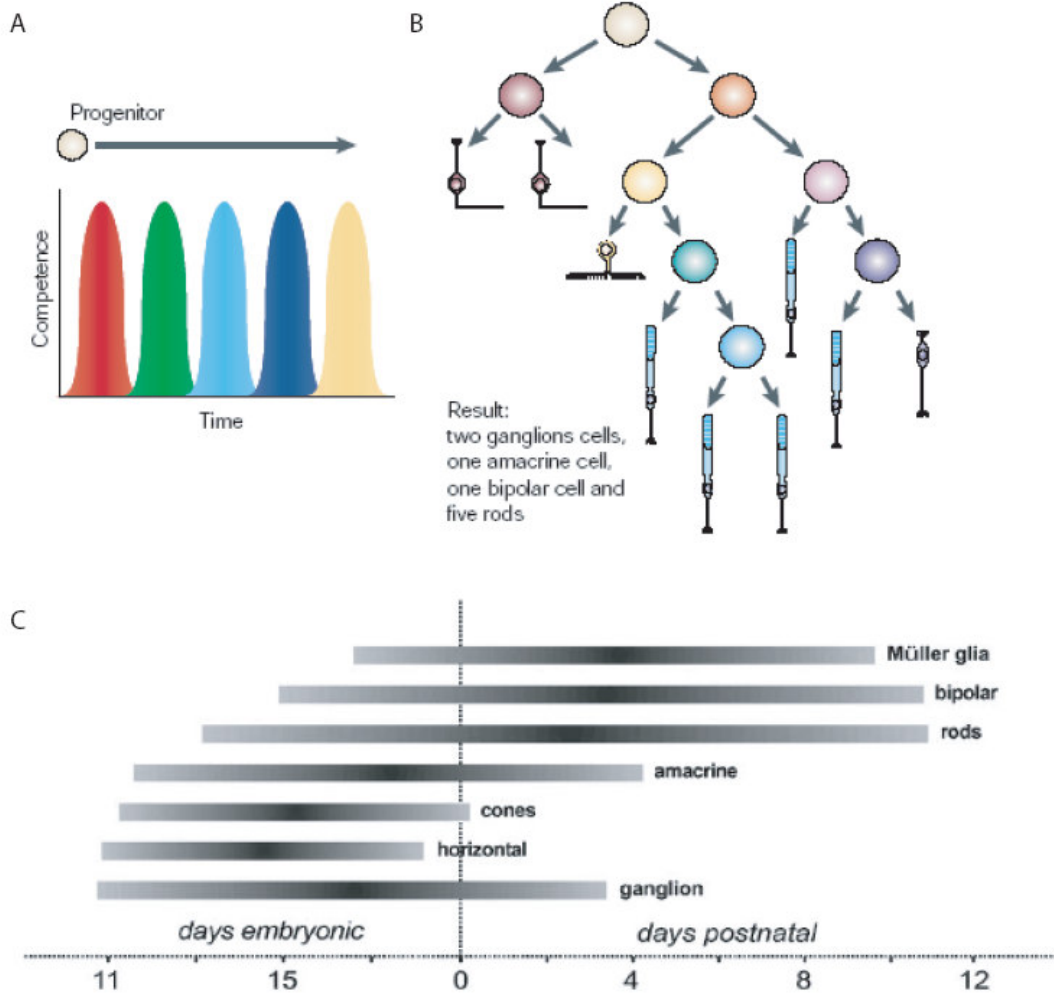 A
Progenitor
Competence
Time
B
Result:
two ganglions cells,
one amacrine cell,
one bipolar cell and
five rods
C
Müller glia
bipolar
rods
amacrine
cones
horizontal
ganglion
days embryonic
days postnatal
11 15 0 4 8 12